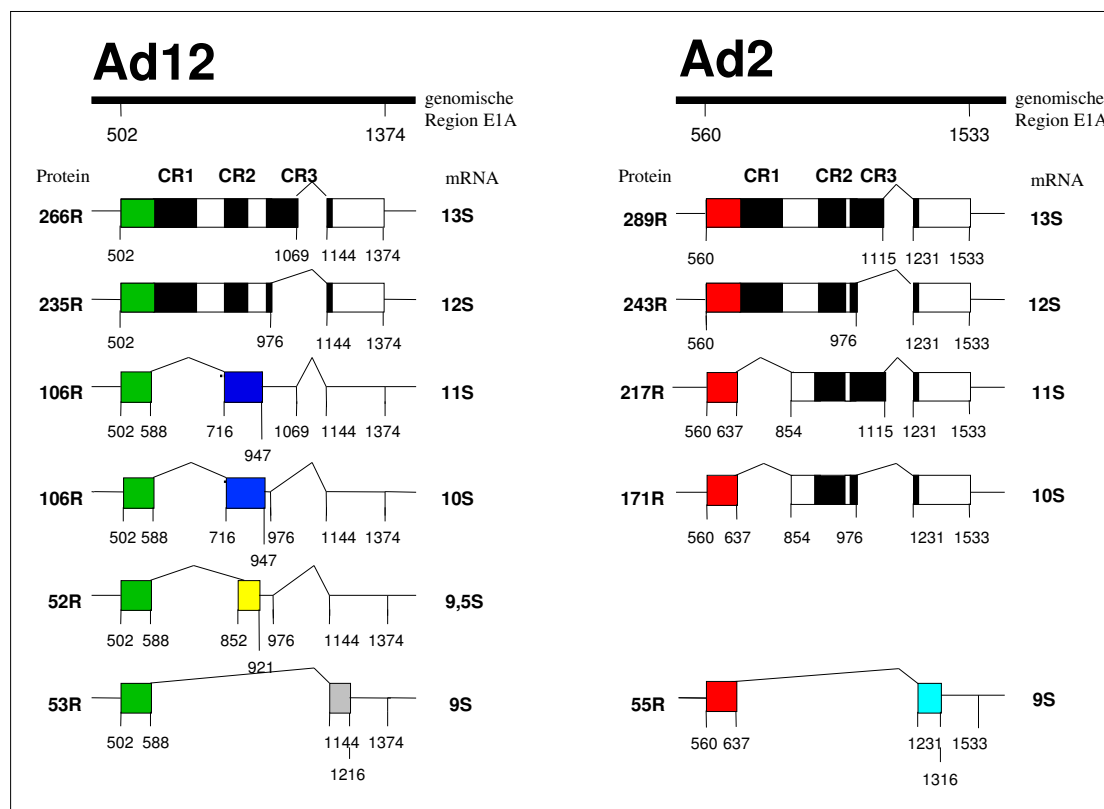 Ad12
genomische
Region E1A
502 1374
Protein CR1 CR2 CR3 mRNA
266R 13S
502 1069 1144 1374
235R 12S
502 976 1144 1374
106R 11S
502 588 716 1069 1144 1374
947
106R 10S
502 588 716 976 1144 1374
947
52R 9,5S
502 588 852 976 1144 1374
921
53R 9S
502 588 1144 1374
1216
Ad2
genomische
Region E1A
560 1533
Protein CR1 CR2 CR3 mRNA
289R 13S
560 1115 1231 1533
243R 12S
560 976 1231 1533
217R 11S
560 637 854 1115 1231 1533
171R 10S
560 637 854 976 1231 1533
55R 9S
560 637 1231 1533
1316